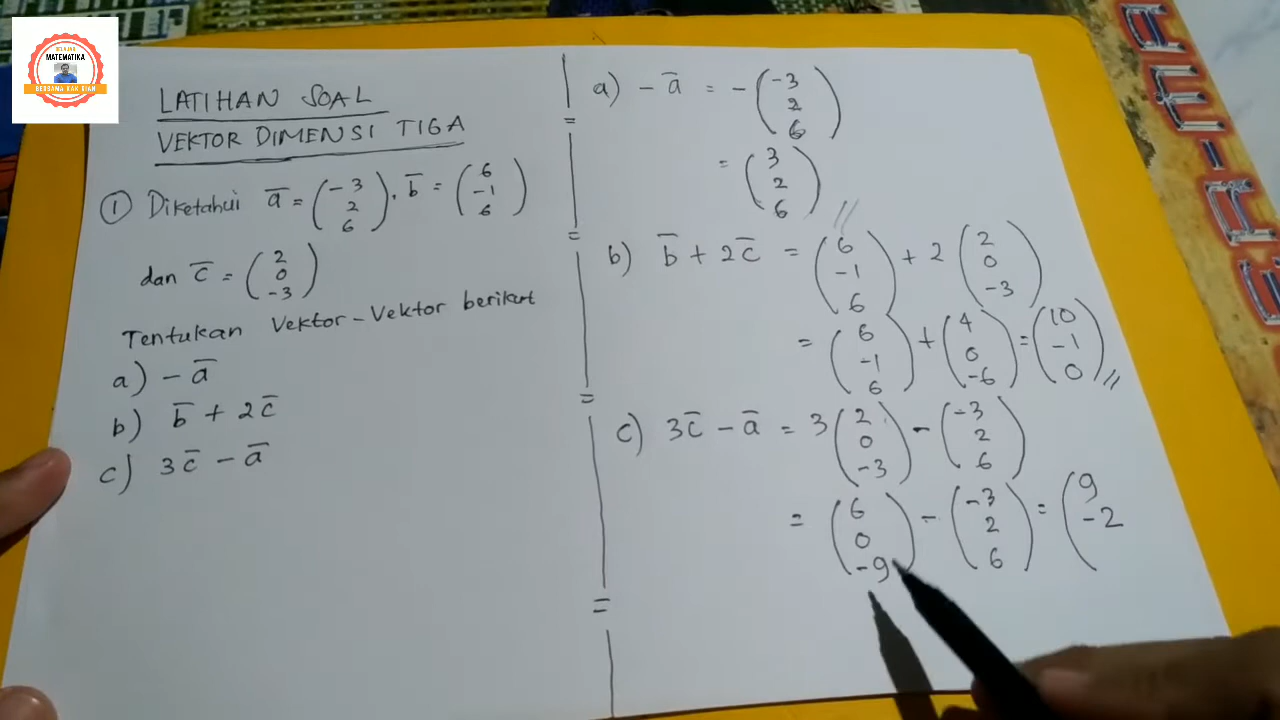 BELAJAR
MATEMATIKA
BERSAMA KAK DIAN
LATIHAN SOAL
VEKTOR DIMENSI TIGA
① Diketahui a̅ = (-3 2 6), b̅ = (6 -1 6)
dan c̅ = (2 0 -3)
Tentukan Vektor-Vektor berikut
a) -a̅
b) b̅ + 2c̅
c) 3c̅ - a̅
a) -a̅ = -(-3 2 6)
= (3 2 6) //
b) b̅ + 2c̅ = (6 -1 6) + 2 (2 0 -3)
= (6 -1 6) + (4 0 -6) = (10 -1 0) //
c) 3c̅ - a̅ = 3 (2 0 -3) - (-3 2 6)
= (6 0 -9) - (-3 2 6) = (9 -2